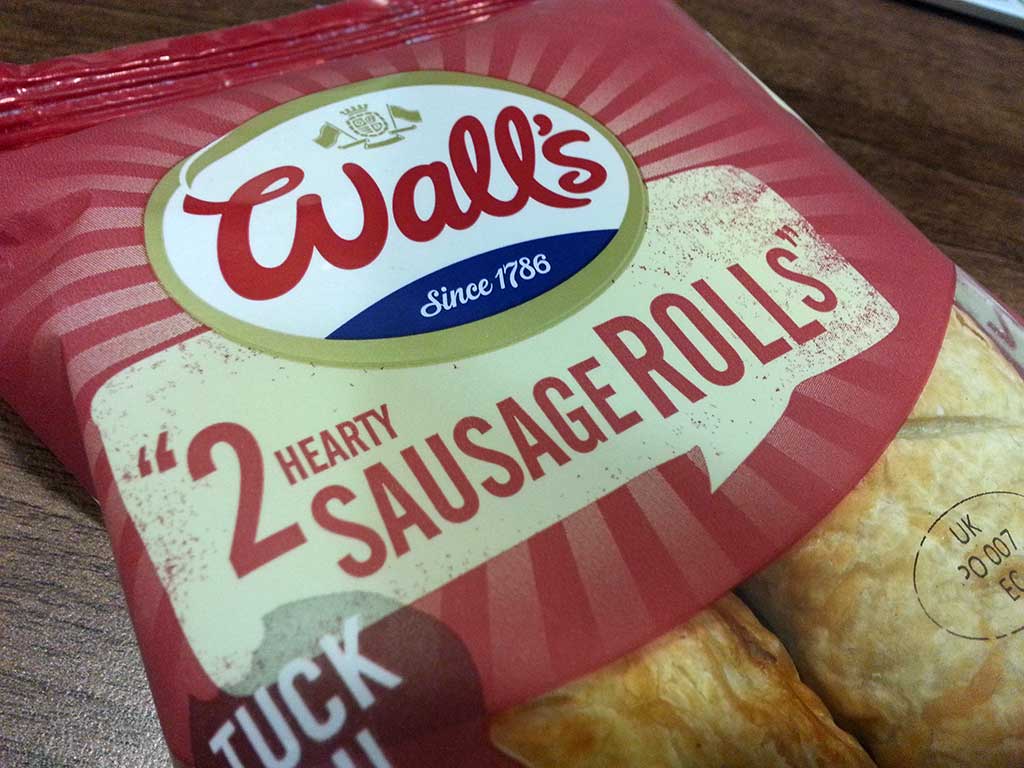 Wall's
Since 1786
“2 HEARTY
SAUSAGE ROLLS”
TUCK
UK
EC